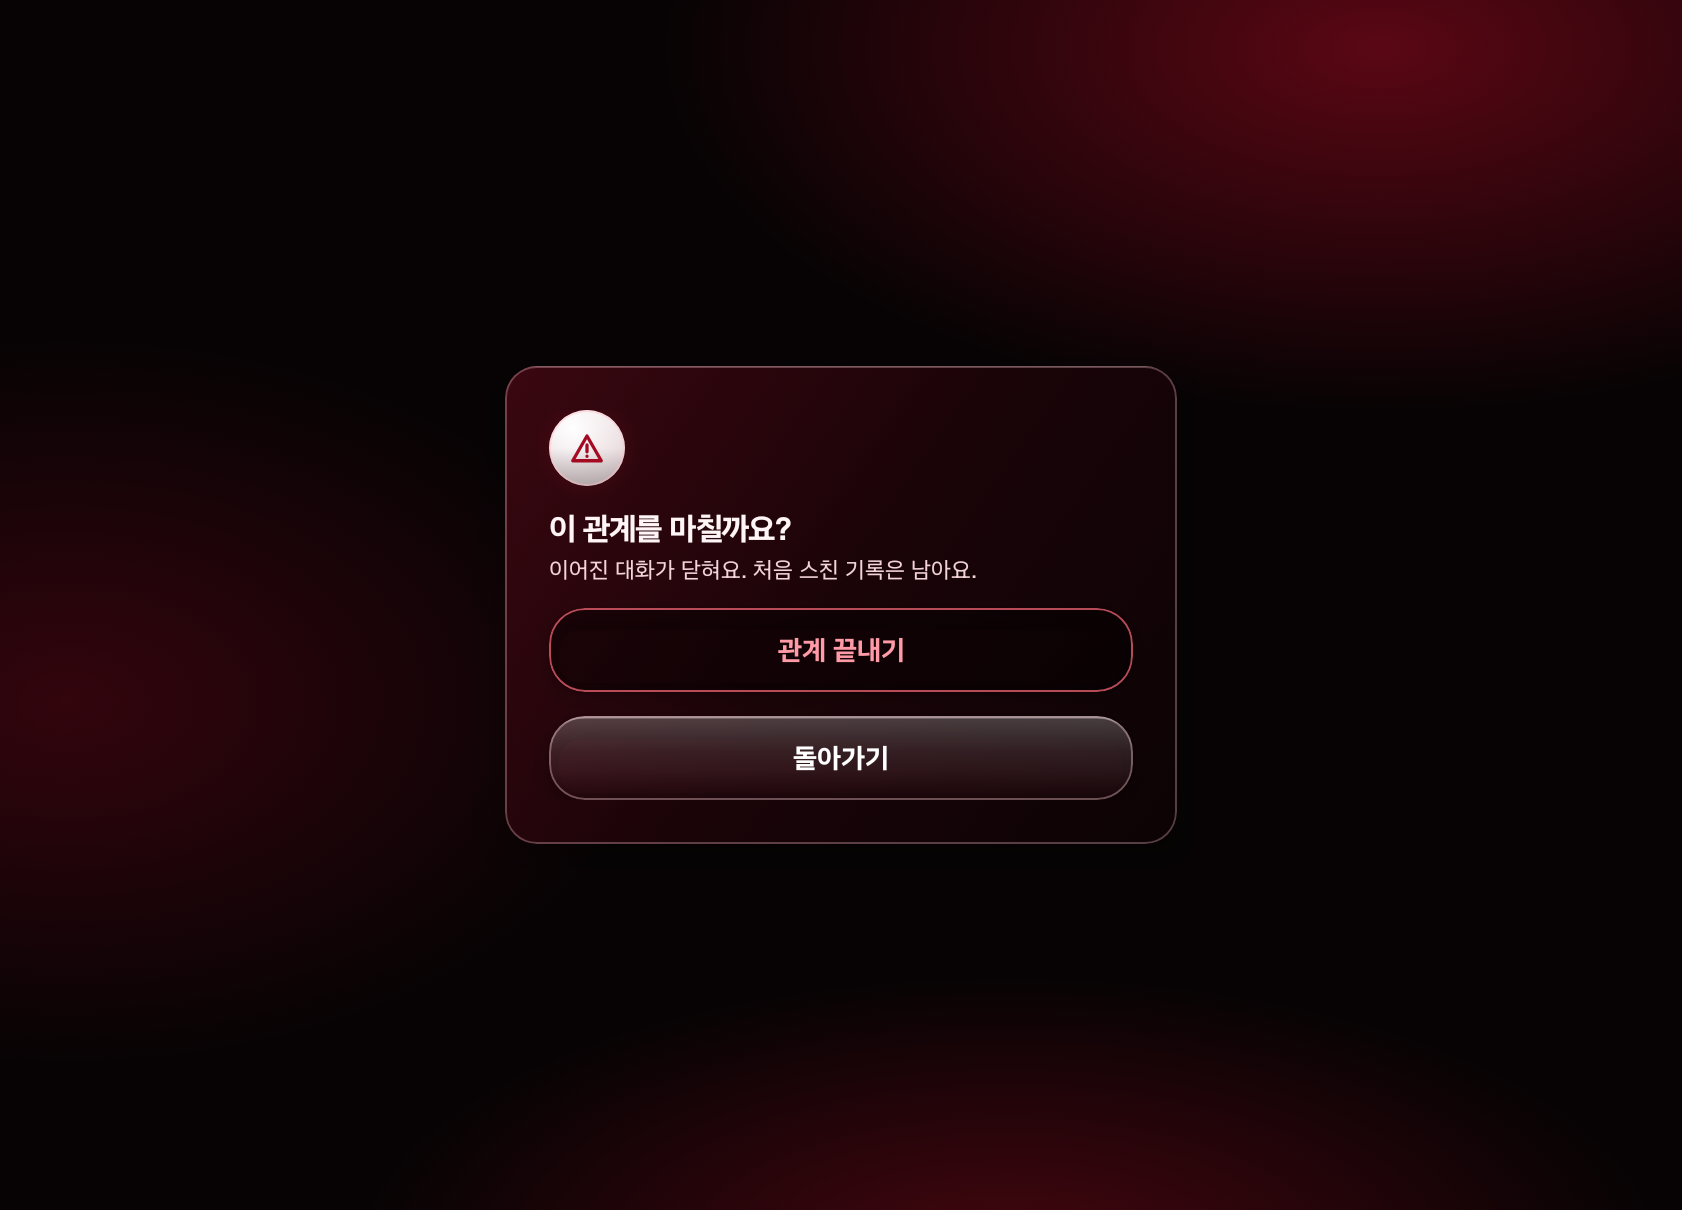 이 관계를 마칠까요?
이어진 대화가 닫혀요. 처음 스친 기록은 남아요.
관계 끝내기
돌아가기